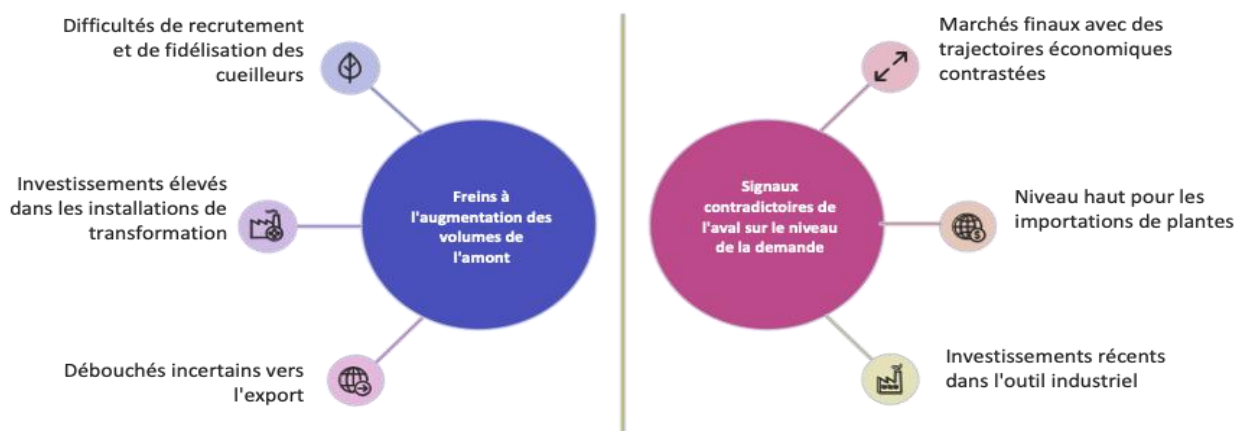 Difficultés de recrutement
et de fidélisation des
cueilleurs
Investissements élevés
dans les installations de
transformation
Débouchés incertains vers
l'export
Freins à
l'augmentation des
volumes de
l'amont
Signaux
contradictoires de
l'aval sur le niveau
de la demande
Marchés finaux avec des
trajectoires économiques
contrastées
Niveau haut pour les
importations de plantes
$
Investissements récents
dans l'outil industriel